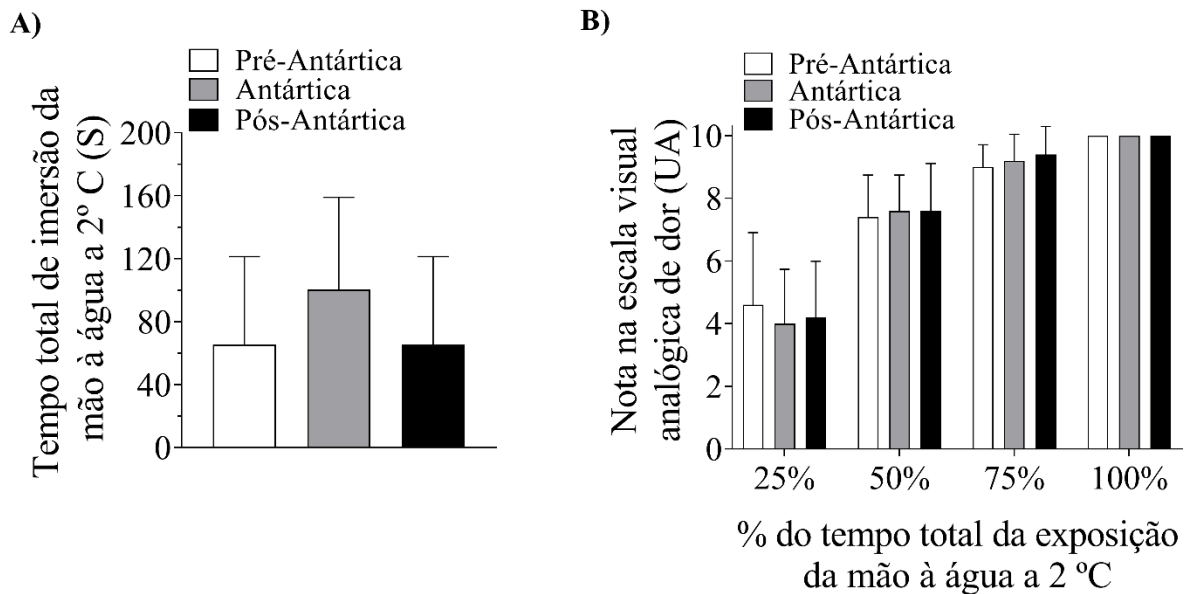 A)
Pré-Antártica
Antártica
Pós-Antártica
Tempo total de imersão da
mão à água a 2º C (S)
200
160
120
80
40
0
B)
Pré-Antártica
Antártica
Pós-Antártica
Nota na escala visual
analógica de dor (UA)
10
8
6
4
2
0
25% 50% 75% 100%
% do tempo total da exposição
da mão à água a 2 ºC